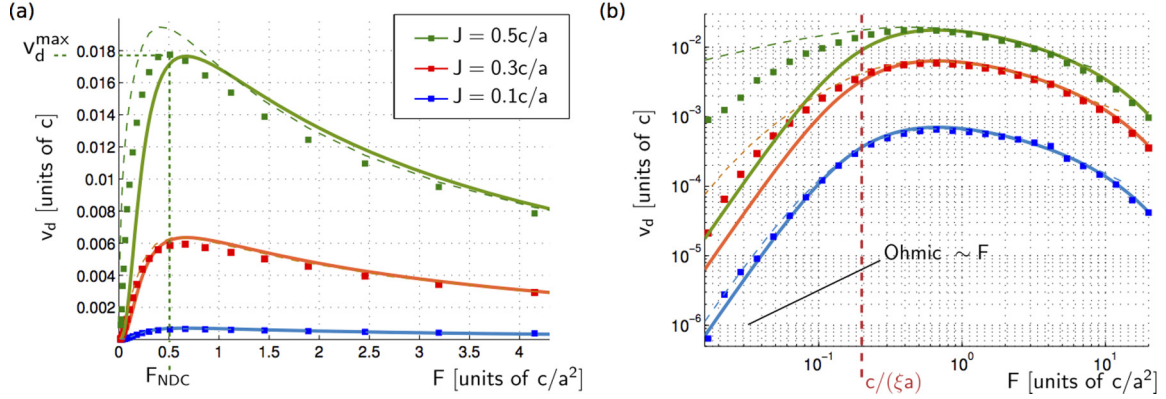 (a)
v_d^max
0.018
0.016
0.014
0.012
0.01
0.008
0.006
0.004
0.002
v_d [units of c]
J = 0.5c/a
J = 0.3c/a
J = 0.1c/a
0 0.5 1 1.5 2 2.5 3 3.5 4
F_NDC
F [units of c/a²]
(b)
10⁻²
10⁻³
10⁻⁴
10⁻⁵
10⁻⁶
v_d [units of c]
Ohmic ~ F
10⁻¹ 10⁰ 10¹
c/(ξa)
F [units of c/a²]